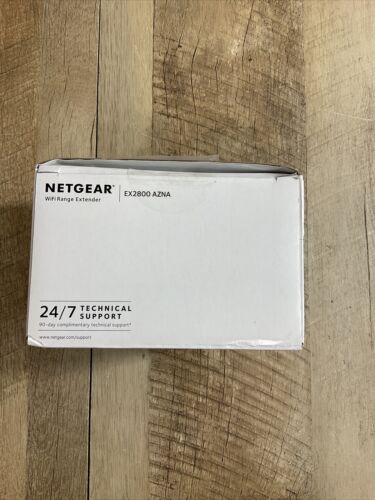 NETGEAR®
WiFi Range Extender
EX2800 AZNA
24/7 TECHNICAL
SUPPORT
90-day complimentary technical support*
www.netgear.com/support